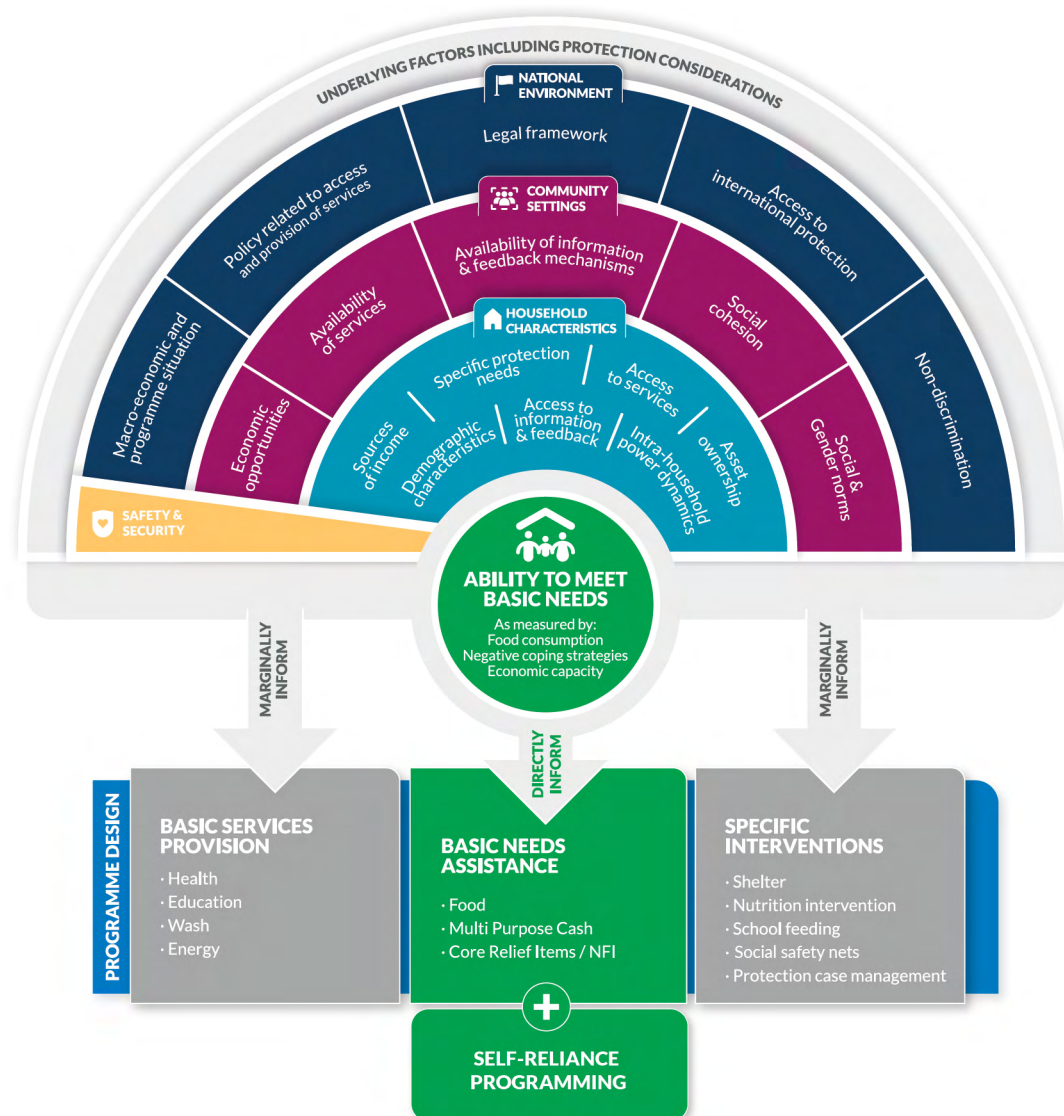 UNDERLYING FACTORS INCLUDING PROTECTION CONSIDERATIONS
NATIONAL
ENVIRONMENT
Macro-economic and
programme situation
Policy related to access
and provision of services
Legal framework
Access to
international protection
Non-discrimination
COMMUNITY
SETTINGS
Economic
opportunities
Availability
of services
Availability of information
& feedback mechanisms
Social
cohesion
Social &
Gender norms
HOUSEHOLD
CHARACTERISTICS
Sources
of income
Specific protection
needs
Access
to services
Asset
ownership
Demographic
characteristics
Access to
information
& feedback
Intra-household
power dynamics
SAFETY &
SECURITY
ABILITY TO MEET
BASIC NEEDS
As measured by:
Food consumption
Negative coping strategies
Economic capacity
MARGINALLY
INFORM
DIRECTLY
INFORM
MARGINALLY
INFORM
PROGRAMME DESIGN
BASIC SERVICES
PROVISION
· Health
· Education
· Wash
· Energy
BASIC NEEDS
ASSISTANCE
· Food
· Multi Purpose Cash
· Core Relief Items / NFI
SPECIFIC
INTERVENTIONS
· Shelter
· Nutrition intervention
· School feeding
· Social safety nets
· Protection case management
+
SELF-RELIANCE
PROGRAMMING